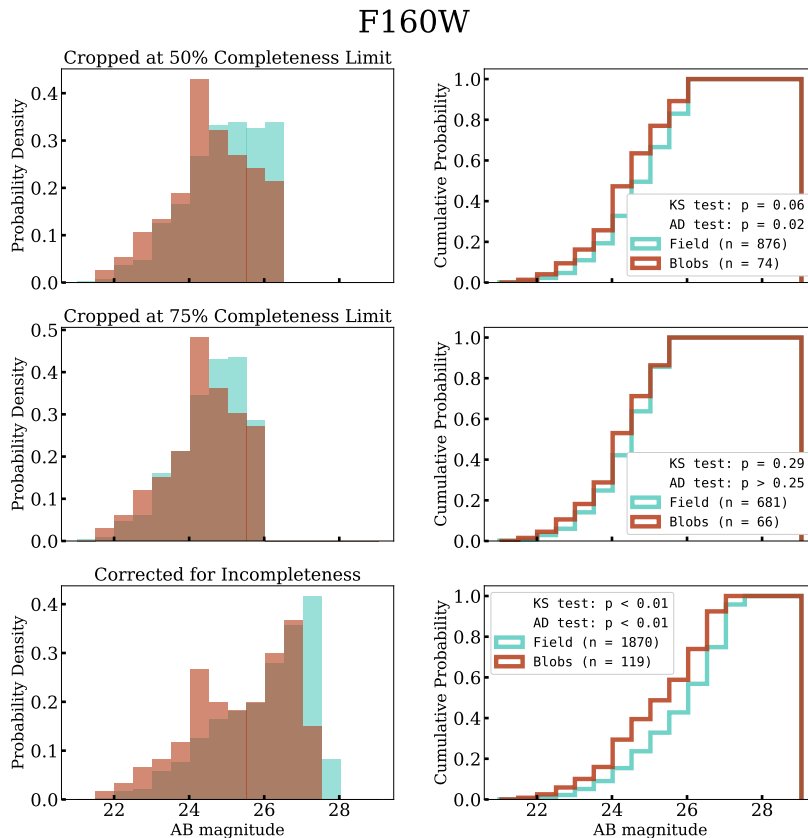 F160W
Cropped at 50% Completeness Limit
Probability Density
0.4
0.3
0.2
0.1
0.0
Cumulative Probability
1.0
0.8
0.6
0.4
0.2
0.0
KS test: p = 0.06
AD test: p = 0.02
Field (n = 876)
Blobs (n = 74)
Cropped at 75% Completeness Limit
Probability Density
0.5
0.4
0.3
0.2
0.1
0.0
Cumulative Probability
1.0
0.8
0.6
0.4
0.2
0.0
KS test: p = 0.29
AD test: p > 0.25
Field (n = 681)
Blobs (n = 66)
Corrected for Incompleteness
Probability Density
0.4
0.3
0.2
0.1
0.0
22 24 26 28
AB magnitude
Cumulative Probability
1.0
0.8
0.6
0.4
0.2
0.0
KS test: p < 0.01
AD test: p < 0.01
Field (n = 1870)
Blobs (n = 119)
22 24 26 28
AB magnitude